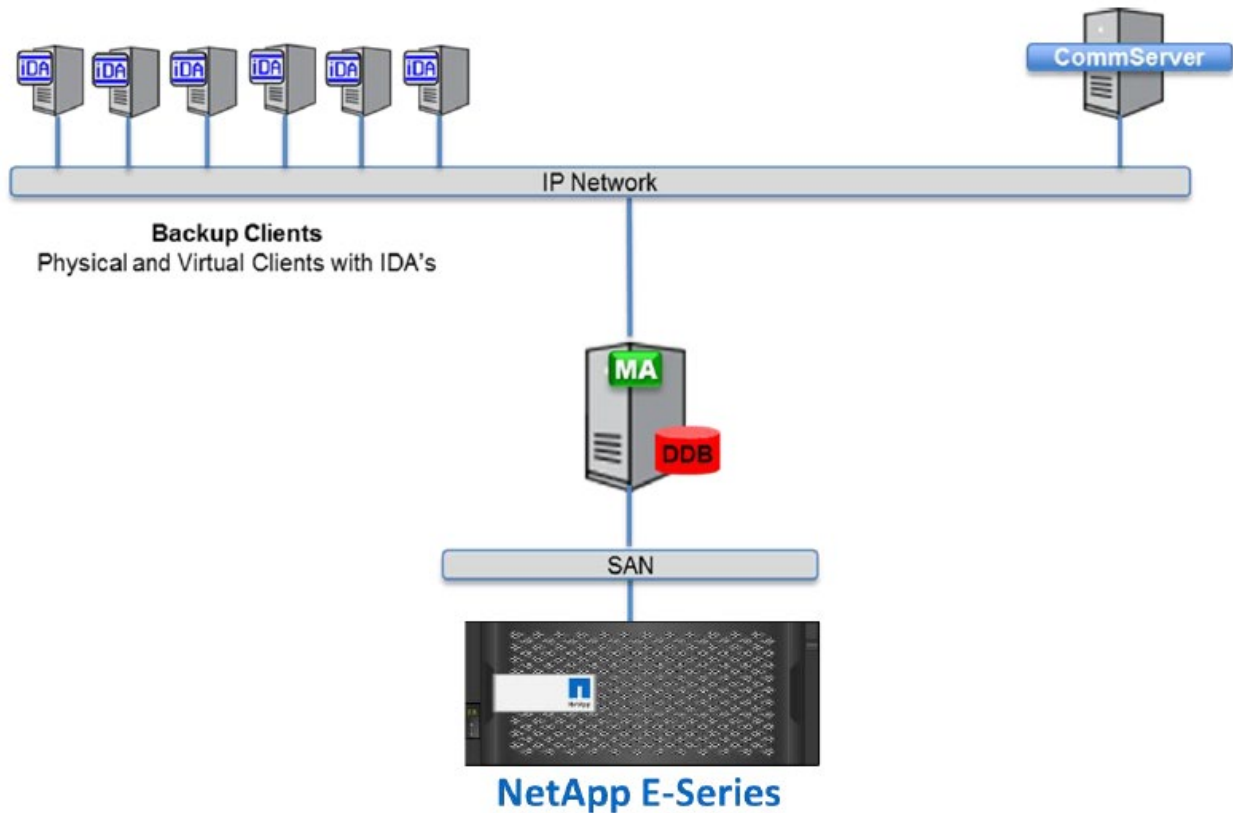 iDA
iDA
iDA
iDA
iDA
iDA
CommServer
IP Network
Backup Clients
Physical and Virtual Clients with IDA's
MA
DDB
SAN
NetApp
NetApp E-Series